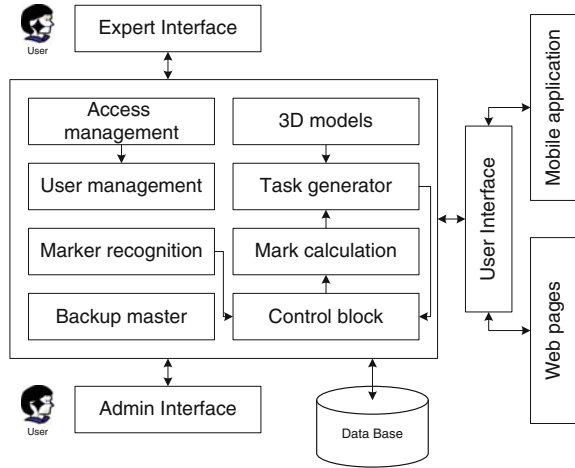 User
Expert Interface
Access
management
3D models
User management
Task generator
Marker recognition
Mark calculation
Backup master
Control block
User Interface
Mobile application
Web pages
User
Admin Interface
Data Base